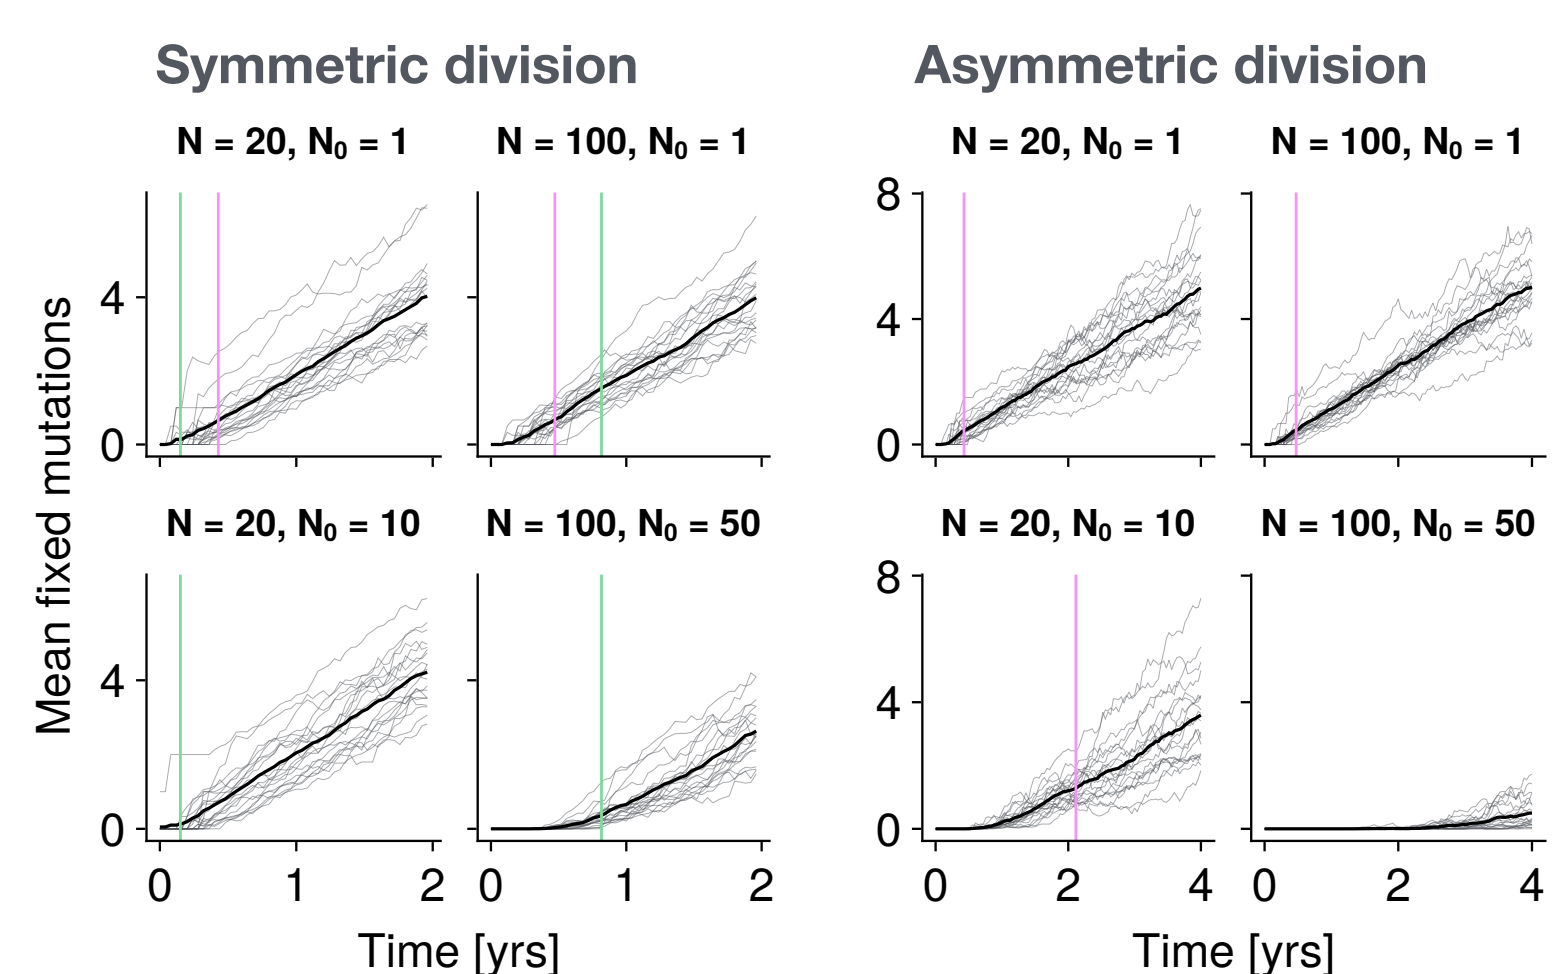 Symmetric division
Asymmetric division
N = 20, N₀ = 1
N = 100, N₀ = 1
N = 20, N₀ = 1
N = 100, N₀ = 1
4
0
8
4
0
Mean fixed mutations
N = 20, N₀ = 10
N = 100, N₀ = 50
N = 20, N₀ = 10
N = 100, N₀ = 50
4
0
8
4
0
0 1 2
0 1 2
0 2 4
0 2 4
Time [yrs]
Time [yrs]